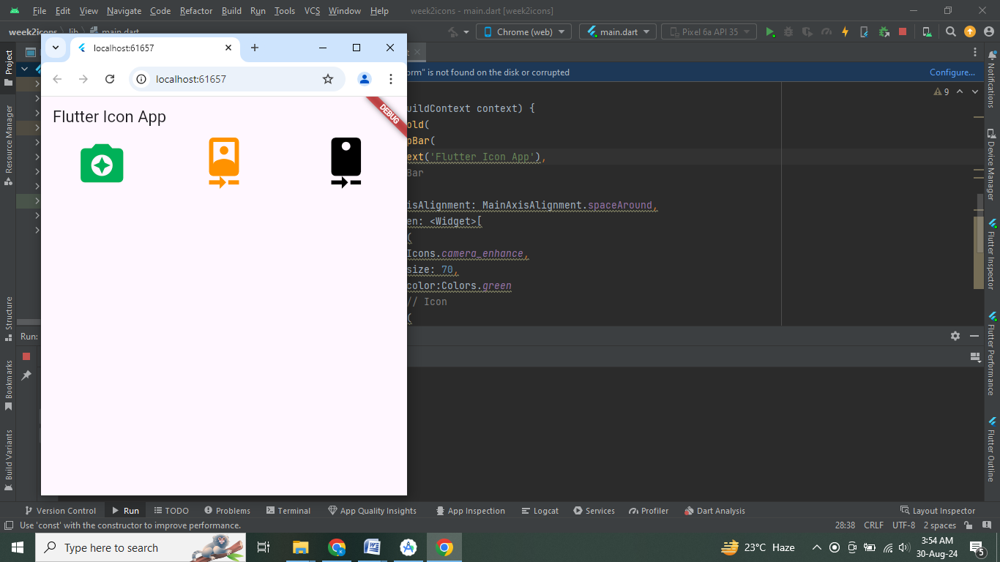 File Edit View Navigate Code Refactor Build Run Tools VCS Window Help week2icons - main.dart [week2icons]
week2icons lib main.dart Chrome (web) main.dart Pixel 6a API 35
localhost:61657
localhost:61657
Flutter Icon App
DEBUG
orm" is not found on the disk or corrupted Configure...
9
uildContext context) {
old(
pBar(
ext('Flutter Icon App'),
Bar
isAlignment: MainAxisAlignment.spaceAround,
en: <Widget>[
(
Icons.camera_enhance,
size: 70,
color:Colors.green
// Icon
(
Project
Resource Manager
Structure
Bookmarks
Build Variants
Notifications
Device Manager
Flutter Inspector
Flutter Performance
Flutter Outline
Run:
Version Control Run TODO Problems Terminal App Quality Insights App Inspection Logcat Services Profiler Dart Analysis Layout Inspector
Use 'const' with the constructor to improve performance. 28:38 CRLF UTF-8 2 spaces
Type here to search 23°C Haze 3:54 AM
30-Aug-24
5